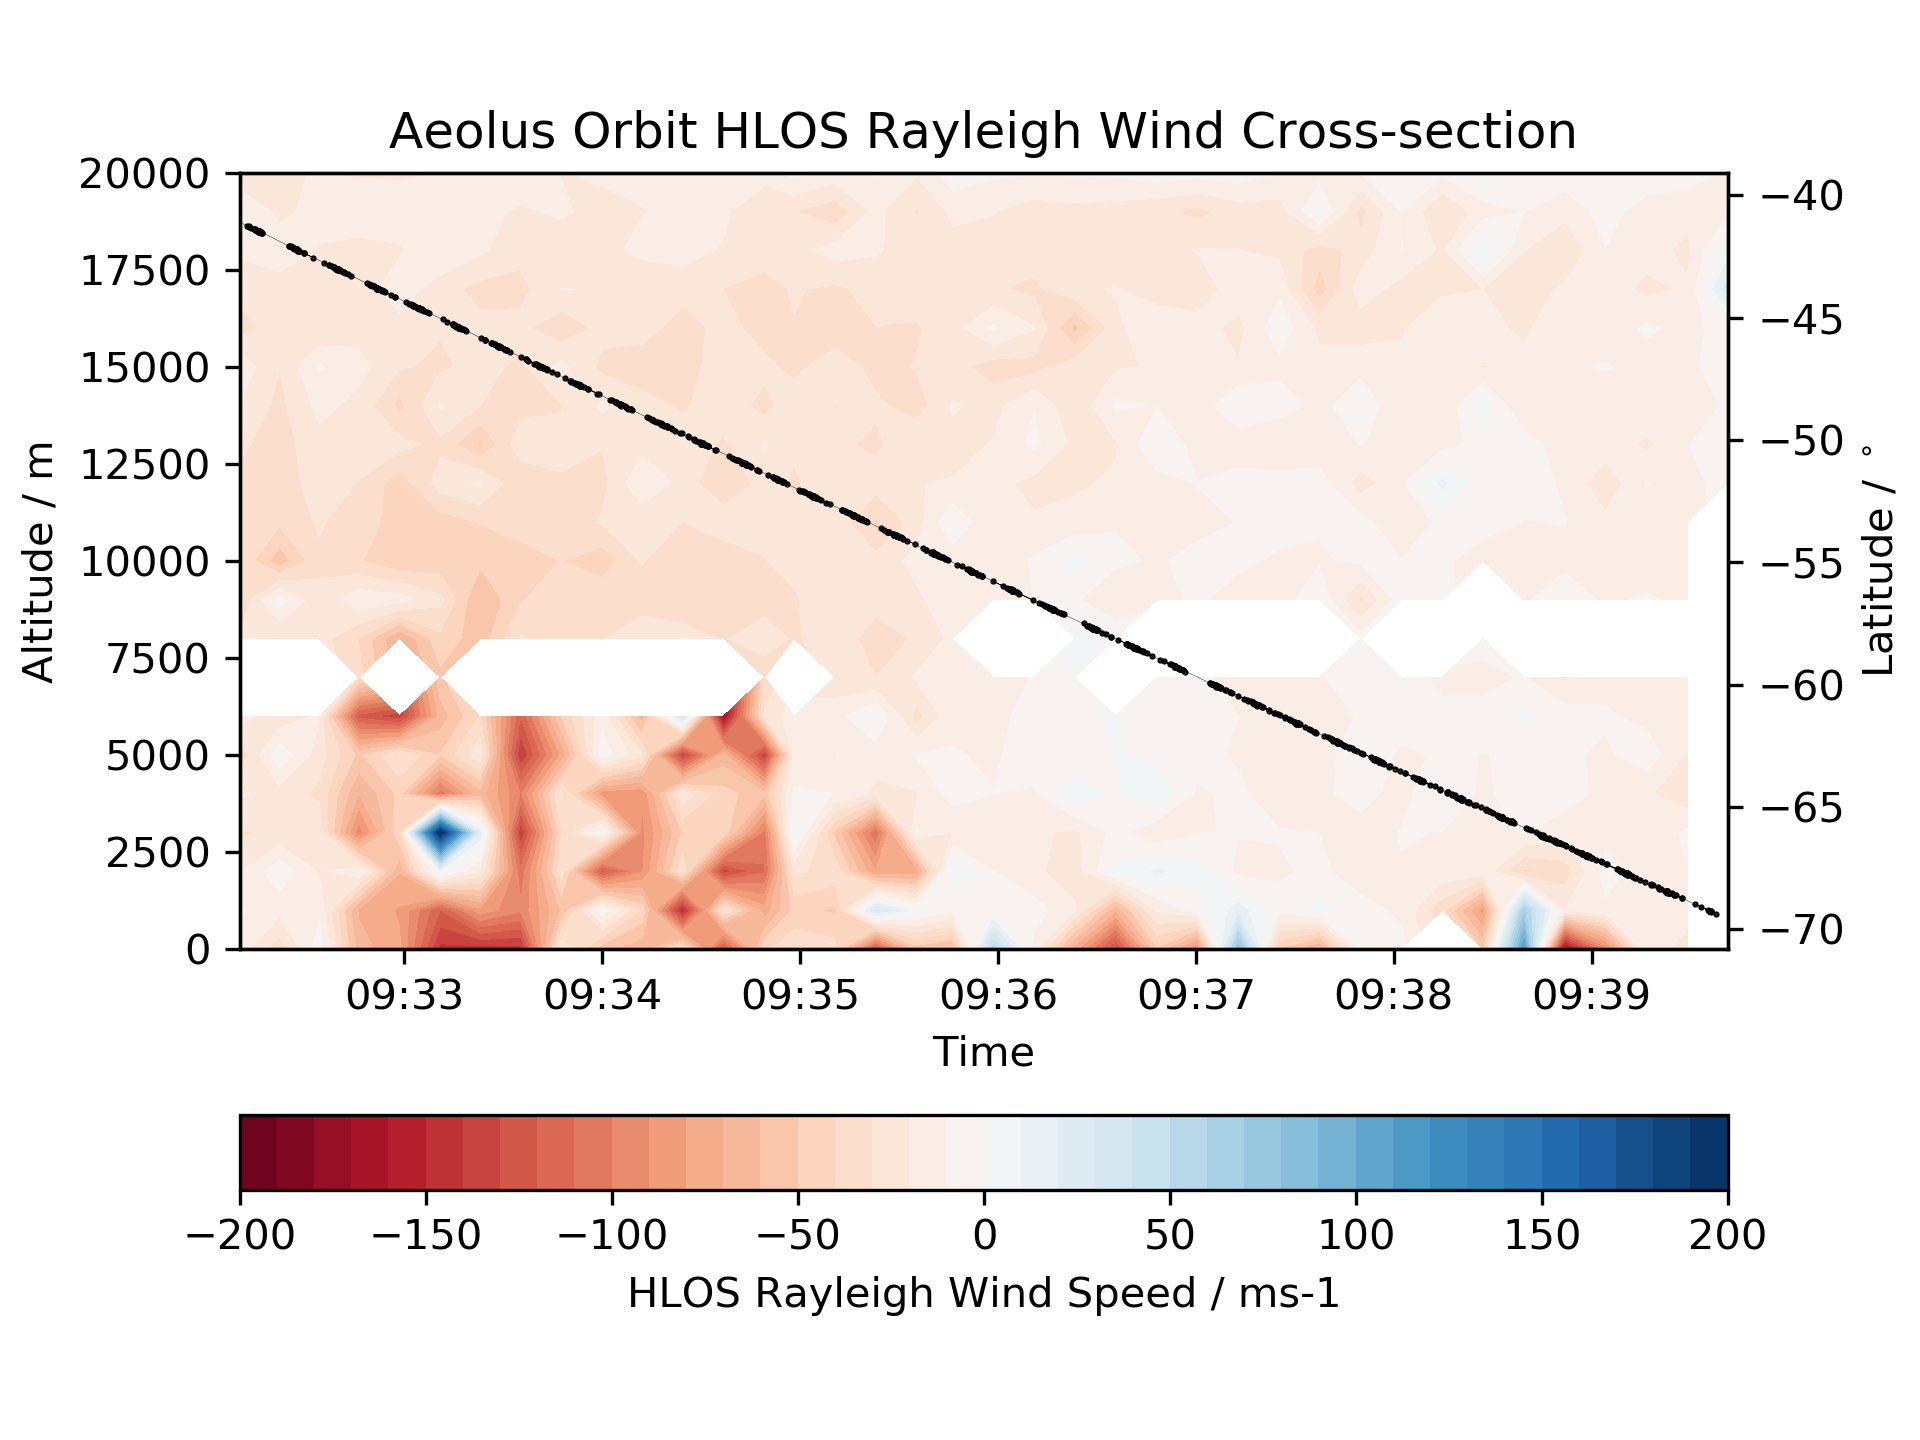 Aeolus Orbit HLOS Rayleigh Wind Cross-section
20000
17500
15000
12500
10000
7500
5000
2500
0
Altitude / m
−40
−45
−50
−55
−60
−65
−70
Latitude / °
09:33 09:34 09:35 09:36 09:37 09:38 09:39
Time
−200 −150 −100 −50 0 50 100 150 200
HLOS Rayleigh Wind Speed / ms-1